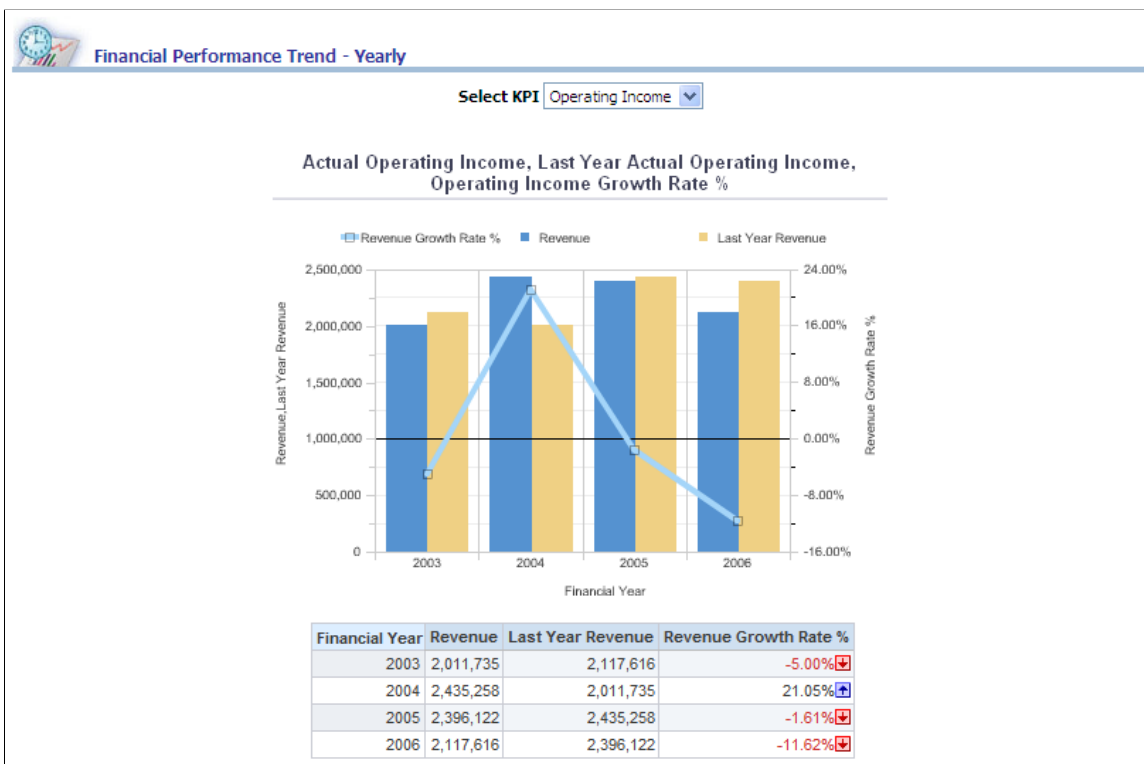 Financial Performance Trend - Yearly
Select KPI Operating Income
Actual Operating Income, Last Year Actual Operating Income,
Operating Income Growth Rate %
Revenue Growth Rate % Revenue Last Year Revenue
2,500,000 24.00%
2,000,000 16.00%
1,500,000 8.00%
1,000,000 0.00%
500,000 -8.00%
0 -16.00%
Revenue,Last Year Revenue
Revenue Growth Rate %
2003 2004 2005 2006
Financial Year
Financial Year Revenue Last Year Revenue Revenue Growth Rate %
2003 2,011,735 2,117,616 -5.00%
2004 2,435,258 2,011,735 21.05%
2005 2,396,122 2,435,258 -1.61%
2006 2,117,616 2,396,122 -11.62%